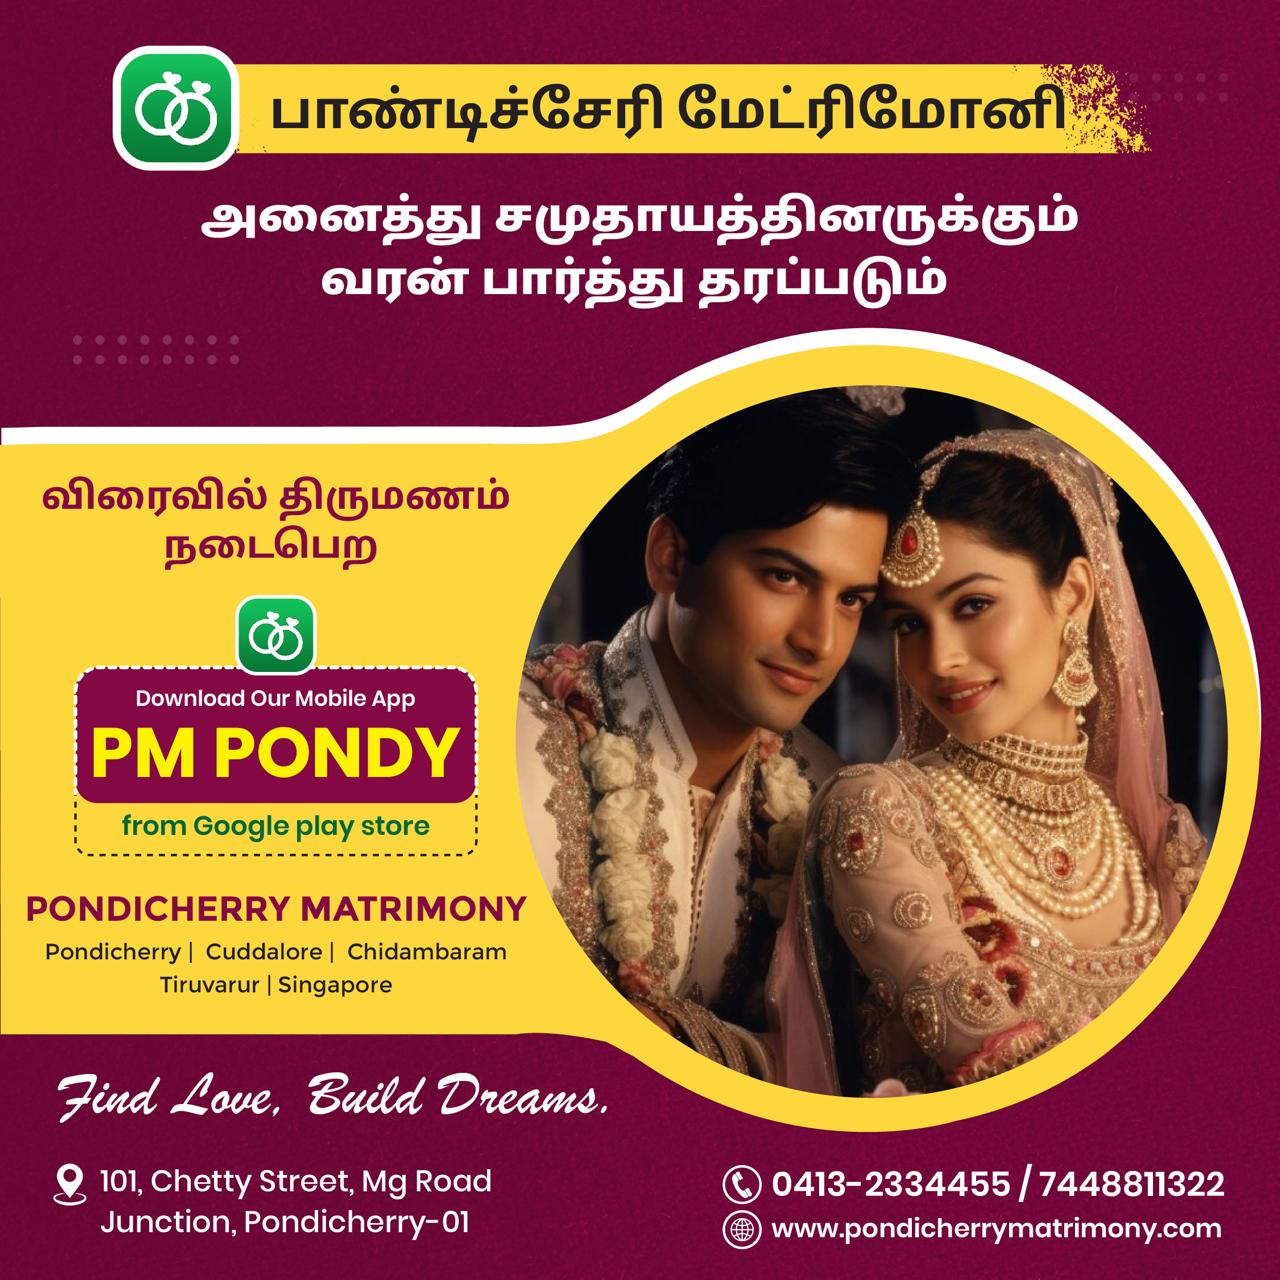 பாண்டிச்சேரி மேட்ரிமோனி
அனைத்து சமுதாயத்தினருக்கும்
வரன் பார்த்து தரப்படும்
விரைவில் திருமணம்
நடைபெற
Download Our Mobile App
PM PONDY
from Google play store
PONDICHERRY MATRIMONY
Pondicherry | Cuddalore | Chidambaram
Tiruvarur | Singapore
Find Love, Build Dreams.
101, Chetty Street, Mg Road
Junction, Pondicherry-01
0413-2334455 / 7448811322
www.pondicherrymatrimony.com